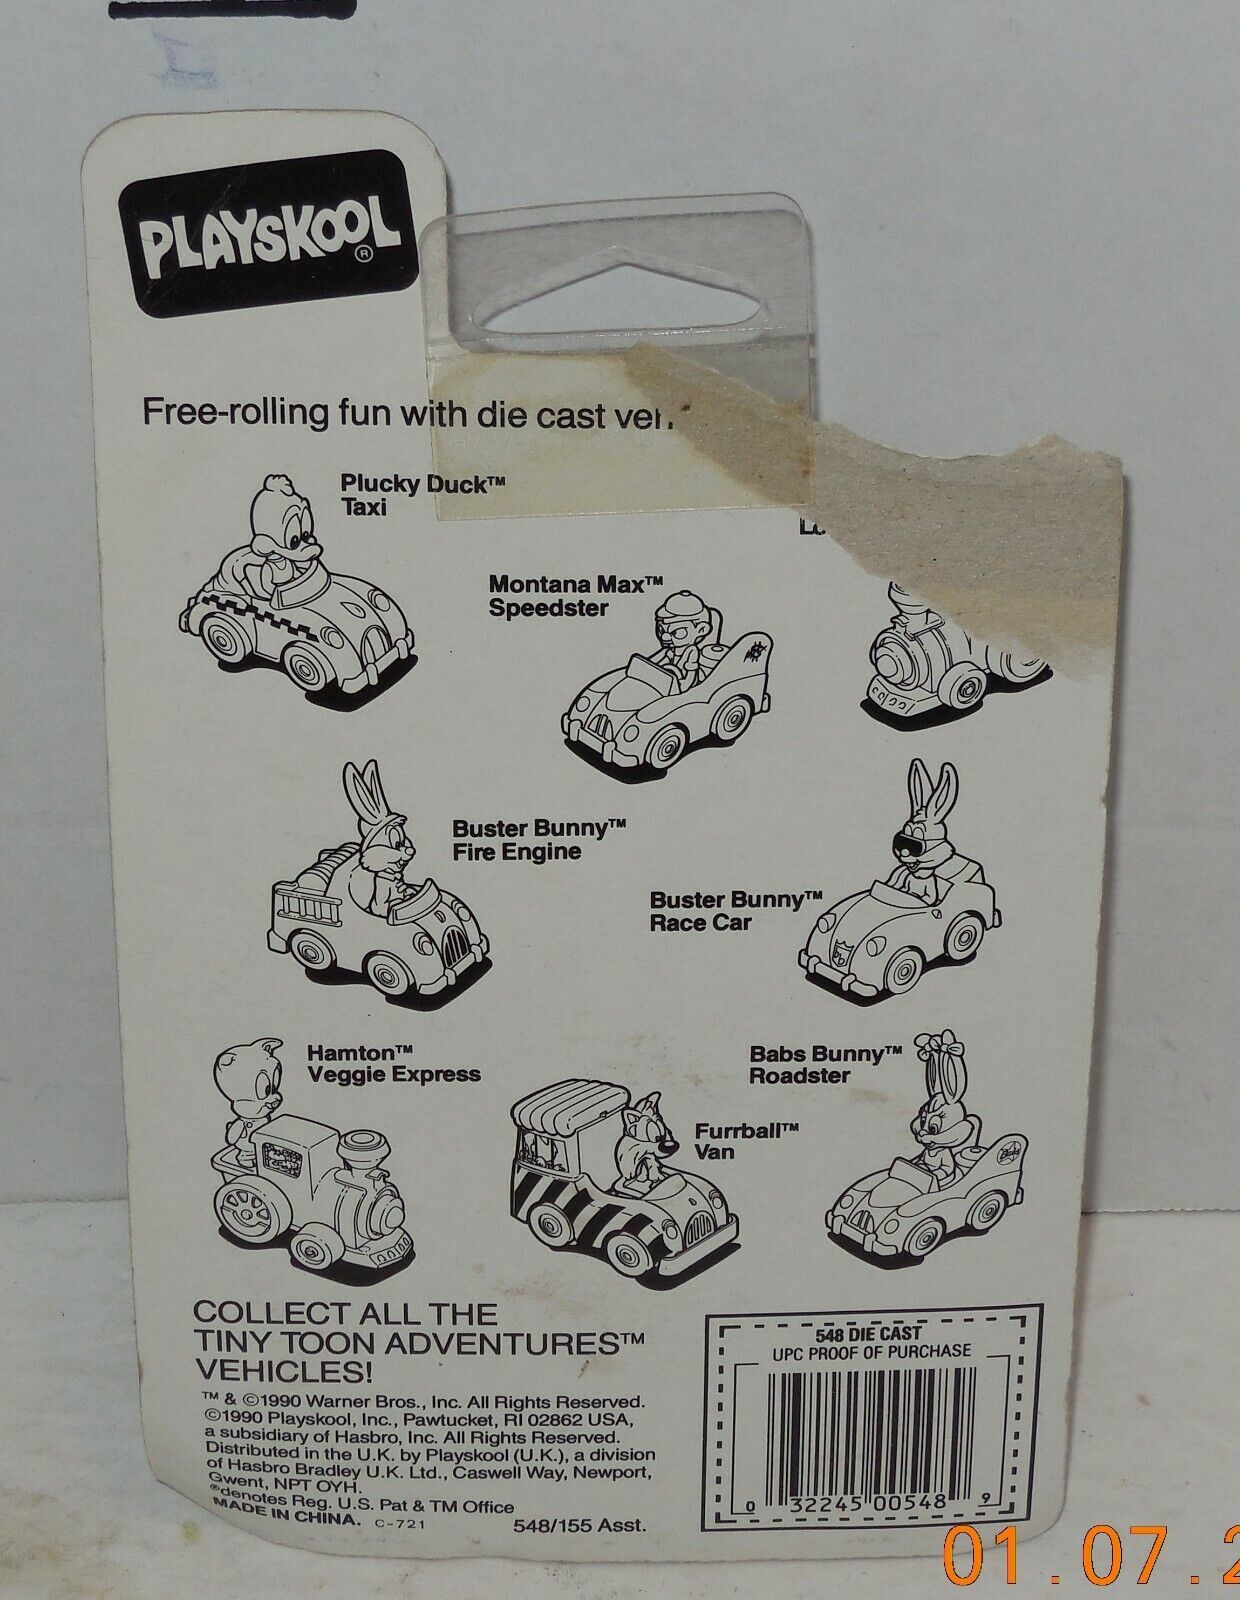 PLAYSKOOL®
Free-rolling fun with die cast
Plucky Duck™
Taxi
Montana Max™
Speedster
Buster Bunny™
Fire Engine
Buster Bunny™
Race Car
Hamton™
Veggie Express
Babs Bunny™
Roadster
Furrball™
Van
COLLECT ALL THE
TINY TOON ADVENTURES™
VEHICLES!
™ & ©1990 Warner Bros., Inc. All Rights Reserved.
©1990 Playskool, Inc., Pawtucket, RI 02862 USA,
a subsidiary of Hasbro, Inc. All Rights Reserved.
Distributed in the U.K. by Playskool (U.K.), a division
of Hasbro Bradley U.K. Ltd., Caswell Way, Newport,
Gwent, NPT OYH.
®denotes Reg. U.S. Pat & TM Office
MADE IN CHINA. C-721
548/155 Asst.
548 DIE CAST
UPC PROOF OF PURCHASE
0 32245 00548 9
01.07.2